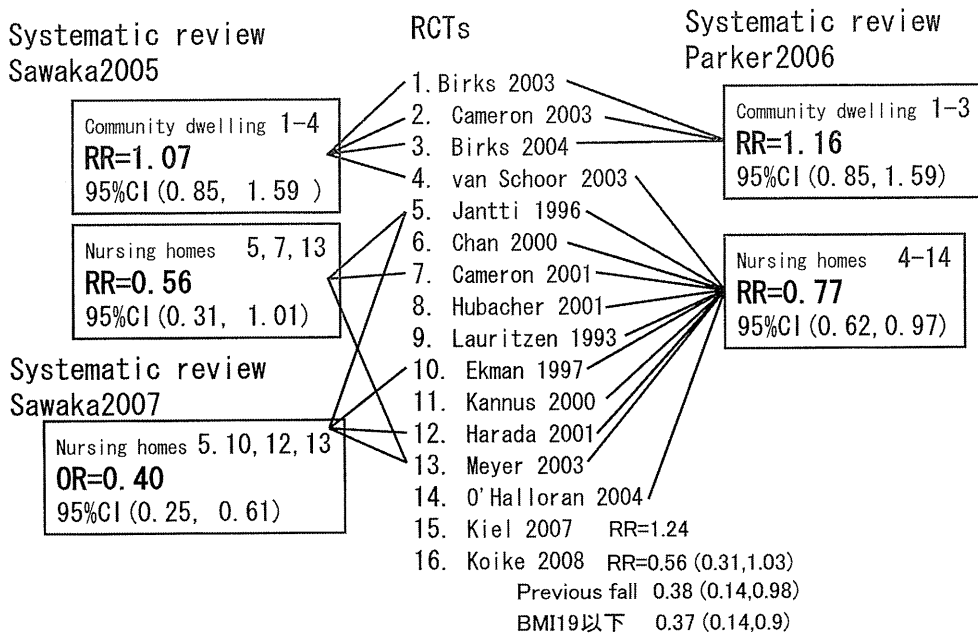 Systematic review
Sawaka2005
Community dwelling 1-4
RR=1.07
95%CI(0.85, 1.59 )
Nursing homes 5, 7, 13
RR=0.56
95%CI(0.31, 1.01)
Systematic review
Sawaka2007
Nursing homes 5. 10, 12, 13
OR=0.40
95%CI(0.25, 0.61)
RCTs
1. Birks 2003
2. Cameron 2003
3. Birks 2004
4. van Schoor 2003
5. Jantti 1996
6. Chan 2000
7. Cameron 2001
8. Hubacher 2001
9. Lauritzen 1993
10. Ekman 1997
11. Kannus 2000
12. Harada 2001
13. Meyer 2003
14. O'Halloran 2004
15. Kiel 2007 RR=1.24
16. Koike 2008 RR=0.56 (0.31,1.03)
Previous fall 0.38 (0.14,0.98)
BMI19以下 0.37 (0.14,0.9)
Systematic review
Parker2006
Community dwelling 1-3
RR=1.16
95%CI(0.85,1.59)
Nursing homes 4-14
RR=0.77
95%CI(0.62,0.97)